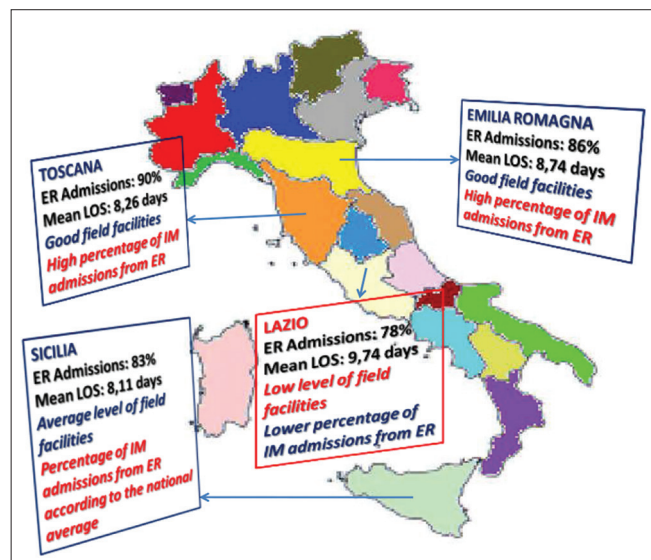 EMILIA ROMAGNA
ER Admissions: 86%
Mean LOS: 8,74 days
Good field facilities
High percentage of IM
admissions from ER
TOSCANA
ER Admissions: 90%
Mean LOS: 8,26 days
Good field facilities
High percentage of IM
admissions from ER
LAZIO
ER Admissions: 78%
Mean LOS: 9,74 days
Low level of field
facilities
Lower percentage of
IM admissions from ER
SICILIA
ER Admissions: 83%
Mean LOS: 8,11 days
Average level of field
facilities
Percentage of IM
admissions from ER
according to the national
average